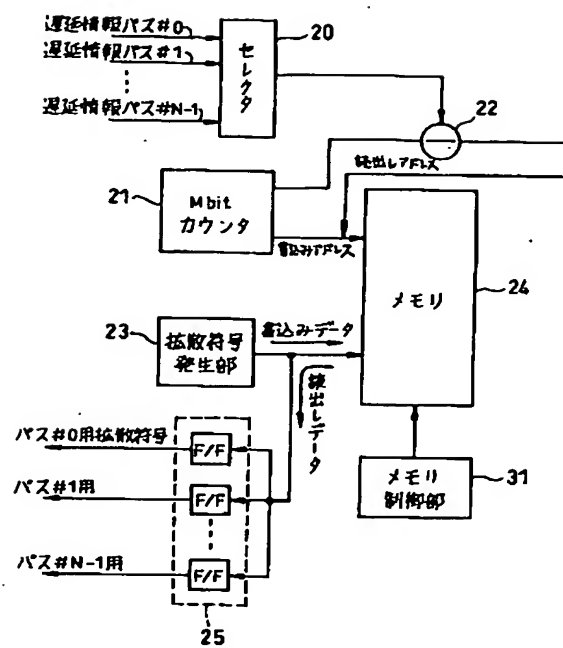 遅延情報パス#0
遅延情報パス#1
遅延情報パス#N-1
セレクタ
20
22
読出しアドレス
21
Mbit
カウンタ
書込みアドレス
メモリ
24
23
拡散符号
発生部
書込みデータ
読出しデータ
パス#0用拡散符号
F/F
パス#1用
F/F
パス#N-1用
F/F
25
メモリ
制御部
31